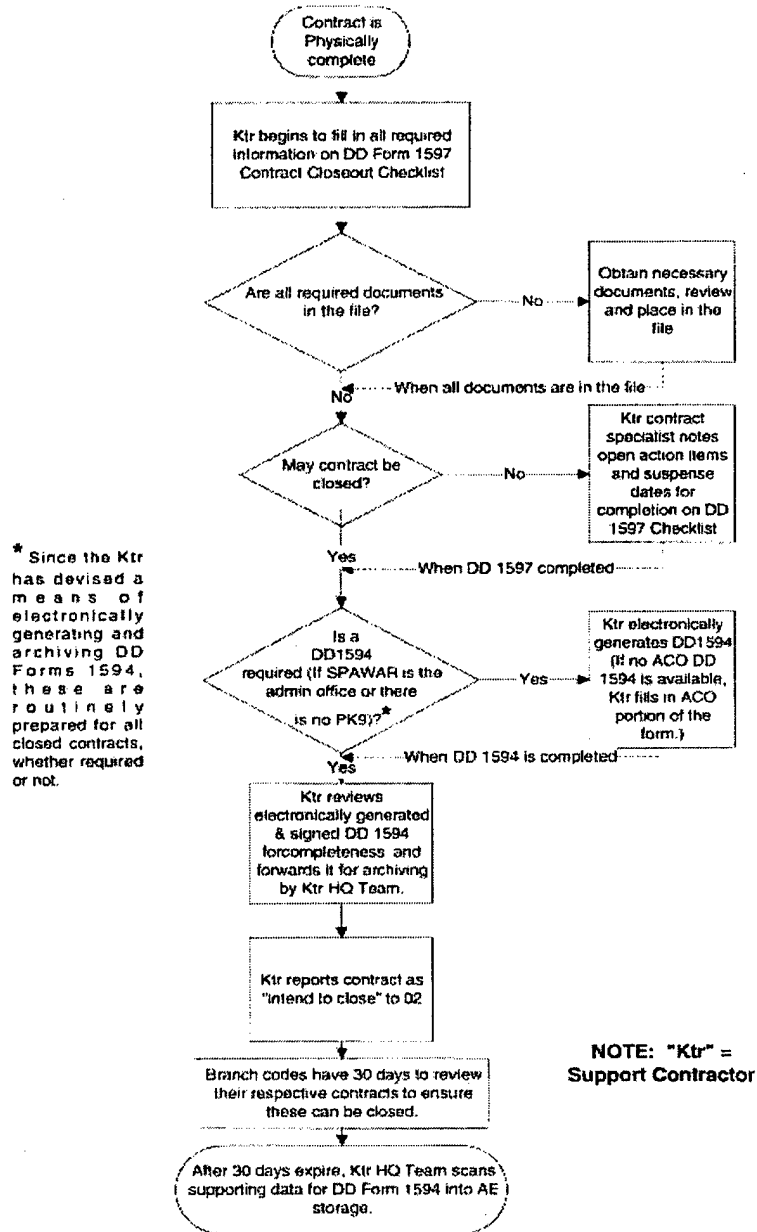 Contract is
Physically
complete
Ktr begins to fill in all required
information on DD Form 1597
Contract Closeout Checklist
Are all required documents
in the file?
No
Obtain necessary
documents, review
and place in the
file
When all documents are in the file
No
May contract be
closed?
No
Ktr contract
specialist notes
open action items
and suspense
dates for
completion on DD
1597 Checklist
Yes
When DD 1597 completed
* Since the Ktr
has devised a
means of
electronically
generating and
archiving DD
Forms 1594,
these are
routinely
prepared for all
closed contracts,
whether required
or not.
Is a
DD1594
required (If SPAWAR is the
admin office or there
is no PK9)?*
Yes
Ktr electronically
generates DD1594
(If no ACO DD
1594 is available,
Ktr fills in ACO
portion of the
form.)
When DD 1594 is completed
Yes
Ktr reviews
electronically generated
& signed DD 1594
forcompleteness and
forwards it for archiving
by Ktr HQ Team.
Ktr reports contract as
"intend to close" to 02
NOTE: "Ktr" =
Support Contractor
Branch codes have 30 days to review
their respective contracts to ensure
these can be closed.
After 30 days expire, Ktr HQ Team scans
supporting data for DD Form 1594 into AE
storage.